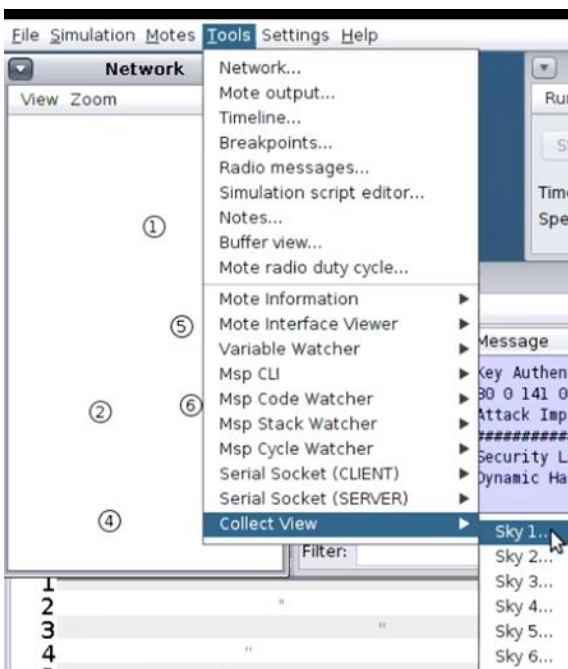 File Simulation Motes Tools Settings Help
Network
View Zoom
①
⑤
②
⑥
④
Network...
Mote output...
Timeline...
Breakpoints...
Radio messages...
Simulation script editor...
Notes...
Buffer view...
Mote radio duty cycle...
Mote Information
Mote Interface Viewer
Variable Watcher
Msp CLI
Msp Code Watcher
Msp Stack Watcher
Msp Cycle Watcher
Serial Socket (CLIENT)
Serial Socket (SERVER)
Collect View
Sky 1...
Sky 2...
Sky 3...
Sky 4...
Sky 5...
Sky 6...
Ru
S
Time
Spe
Message
Key Authen
80 0 141 0
Attack Imp
##########
Security L
Dynamic Ha
Filter:
1
2 "
3 "
4 "